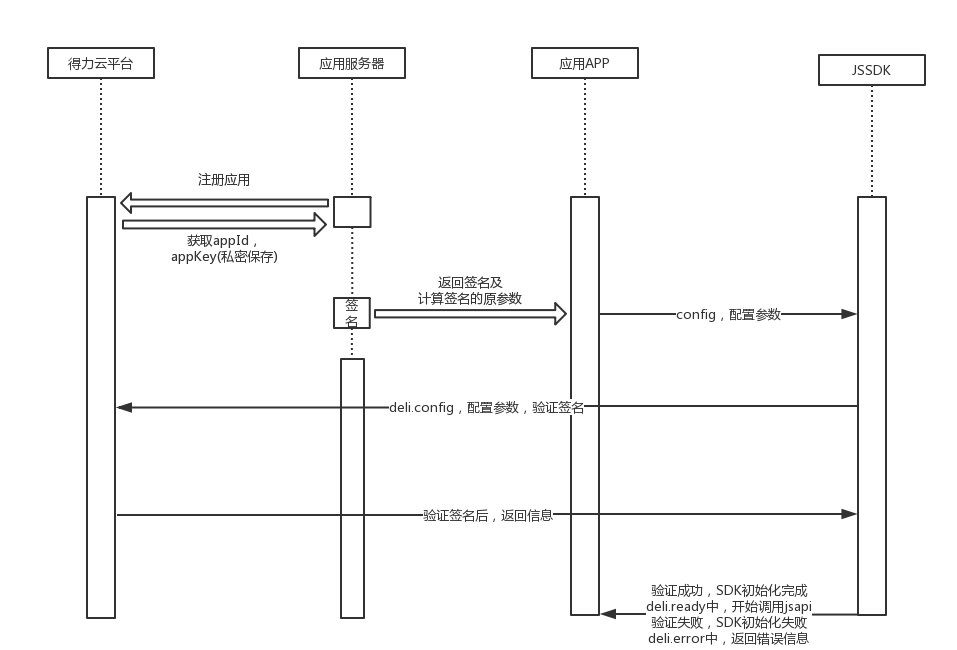 得力云平台
应用服务器
应用APP
JSSDK
注册应用
获取appId，
appKey(私密保存)
返回签名及
计算签名的原参数
签
名
config，配置参数
deli.config，配置参数，验证签名
验证签名后，返回信息
验证成功，SDK初始化完成
deli.ready中，开始调用jsapi
验证失败，SDK初始化失败
deli.error中，返回错误信息